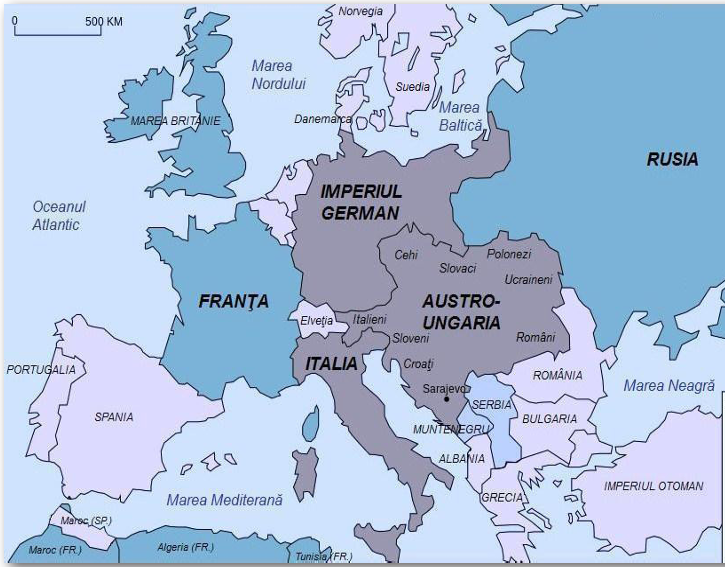 0 500 KM
Norvegia
Marea
Nordului
Suedia
Danemarca
Marea
Baltică
MAREA BRITANIE
RUSIA
IMPERIUL
GERMAN
Oceanul
Atlantic
Cehi
Polonezi
Slovaci
Ucraineni
FRANŢA
AUSTRO-
UNGARIA
Elveţia
Italieni
Sloveni
Români
ITALIA
Croaţi
PORTUGALIA
ROMÂNIA
Marea Neagră
Sarajevo
SERBIA
SPANIA
BULGARIA
MUNTENEGRU
ALBANIA
IMPERIUL OTOMAN
GRECIA
Marea Mediterană
Maroc (SP.)
Maroc (FR.)
Algeria (FR.)
Tunisia (FR.)